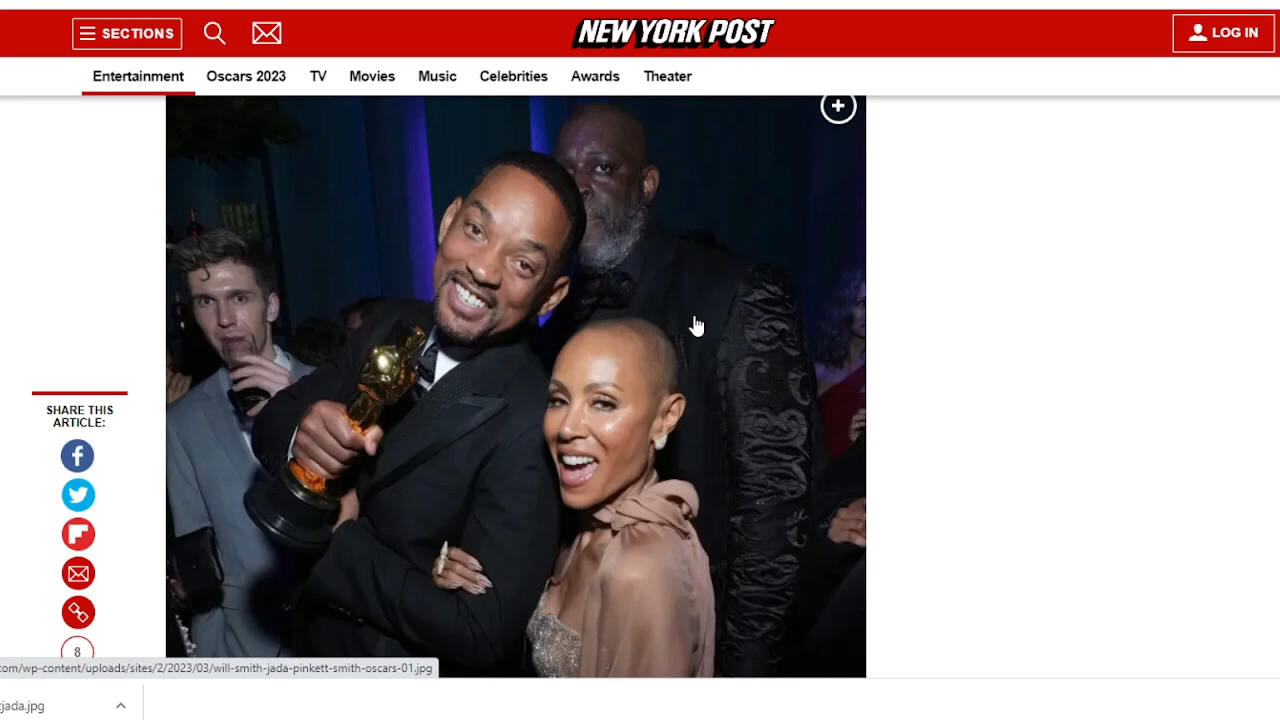 SECTIONS
NEW YORK POST
LOG IN
Entertainment Oscars 2023 TV Movies Music Celebrities Awards Theater
SHARE THIS
ARTICLE:
8
com/wp-content/uploads/sites/2/2023/03/will-smith-jada-pinkett-smith-oscars-01.jpg
jada.jpg